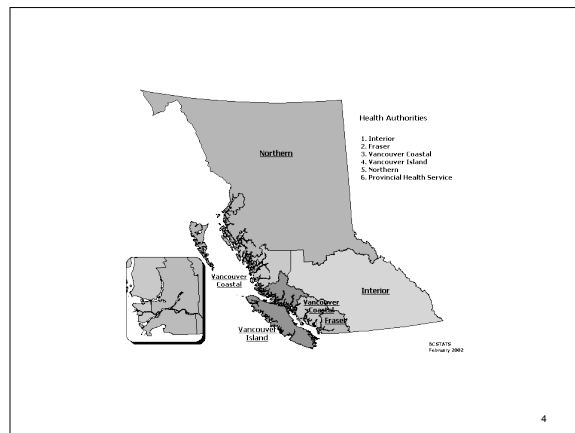 Health Authorities
1. Interior
2. Fraser
3. Vancouver Coastal
4. Vancouver Island
5. Northern
6. Provincial Health Service
Northern
Vancouver
Coastal
Interior
Vancouver
Coastal
Fraser
Vancouver
Island
BCSTATS
February 2002
4